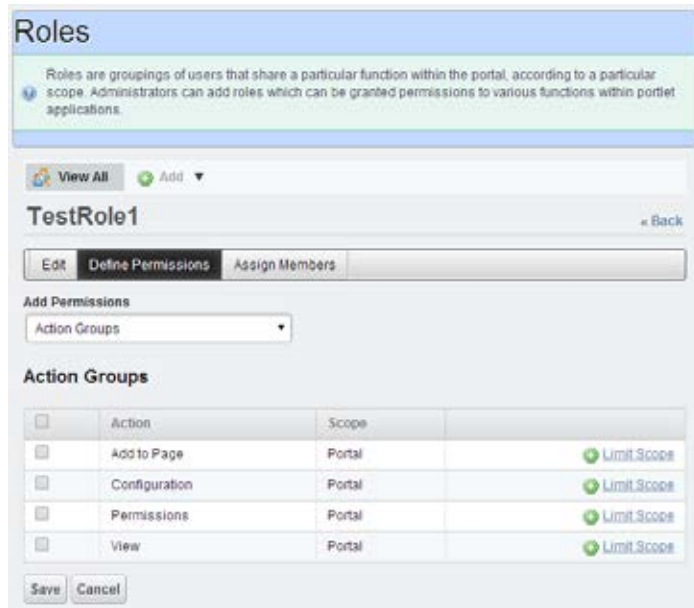 Roles
Roles are groupings of users that share a particular function within the portal, according to a particular
scope. Administrators can add roles which can be granted permissions to various functions within portlet
applications.
View All Add ▼
TestRole1
« Back
Edit Define Permissions Assign Members
Add Permissions
Action Groups
Action Groups
Action Scope
Add to Page Portal Limit Scope
Configuration Portal Limit Scope
Permissions Portal Limit Scope
View Portal Limit Scope
Save Cancel